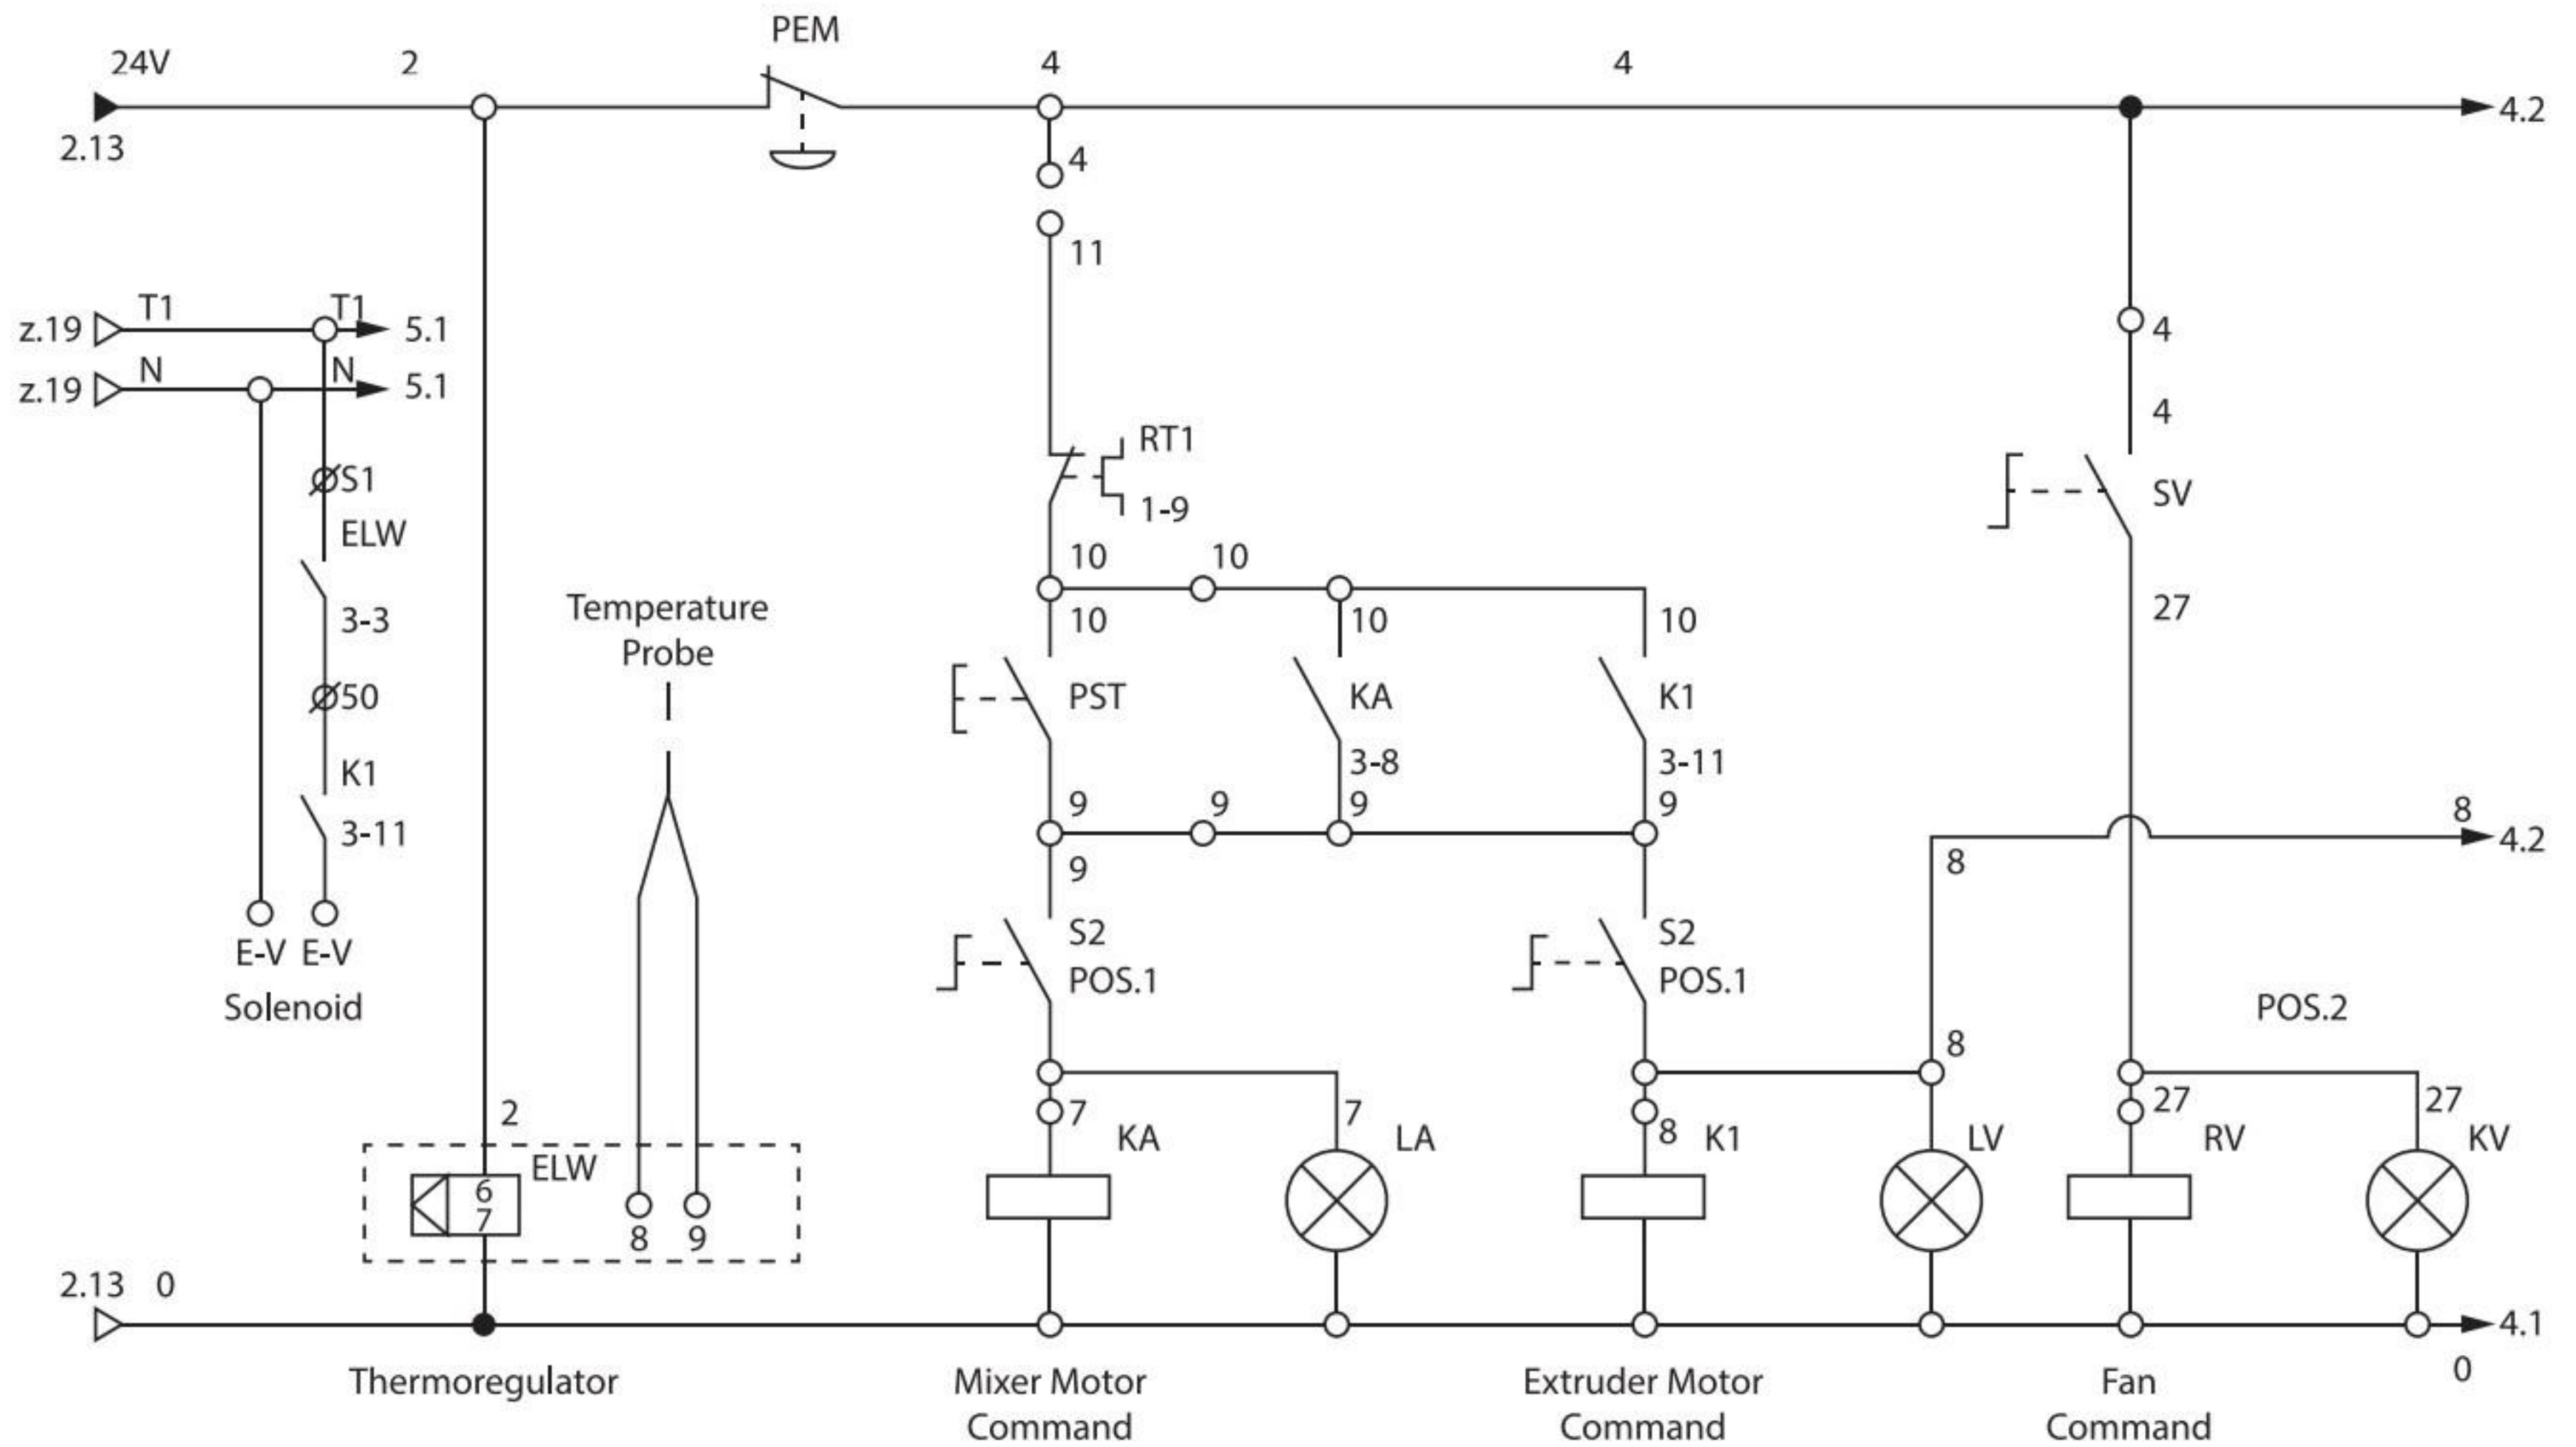 PEM
24V
2
4
4
2.13
4.2
4
11
T1
T1
z.19
5.1
N
N
z.19
5.1
4
4
RT1
1-9
S1
ELW
3-3
SV
10
10
10
10
10
27
Temperature
Probe
50
PST
KA
K1
K1
3-8
3-11
3-11
9
9
9
9
9
8
4.2
8
E-V
E-V
Solenoid
S2
POS.1
S2
POS.1
POS.2
8
2
7
7
8
27
27
ELW
KA
LA
K1
LV
RV
KV
6
7
8
9
2.13
0
4.1
0
Thermoregulator
Mixer Motor
Command
Extruder Motor
Command
Fan
Command